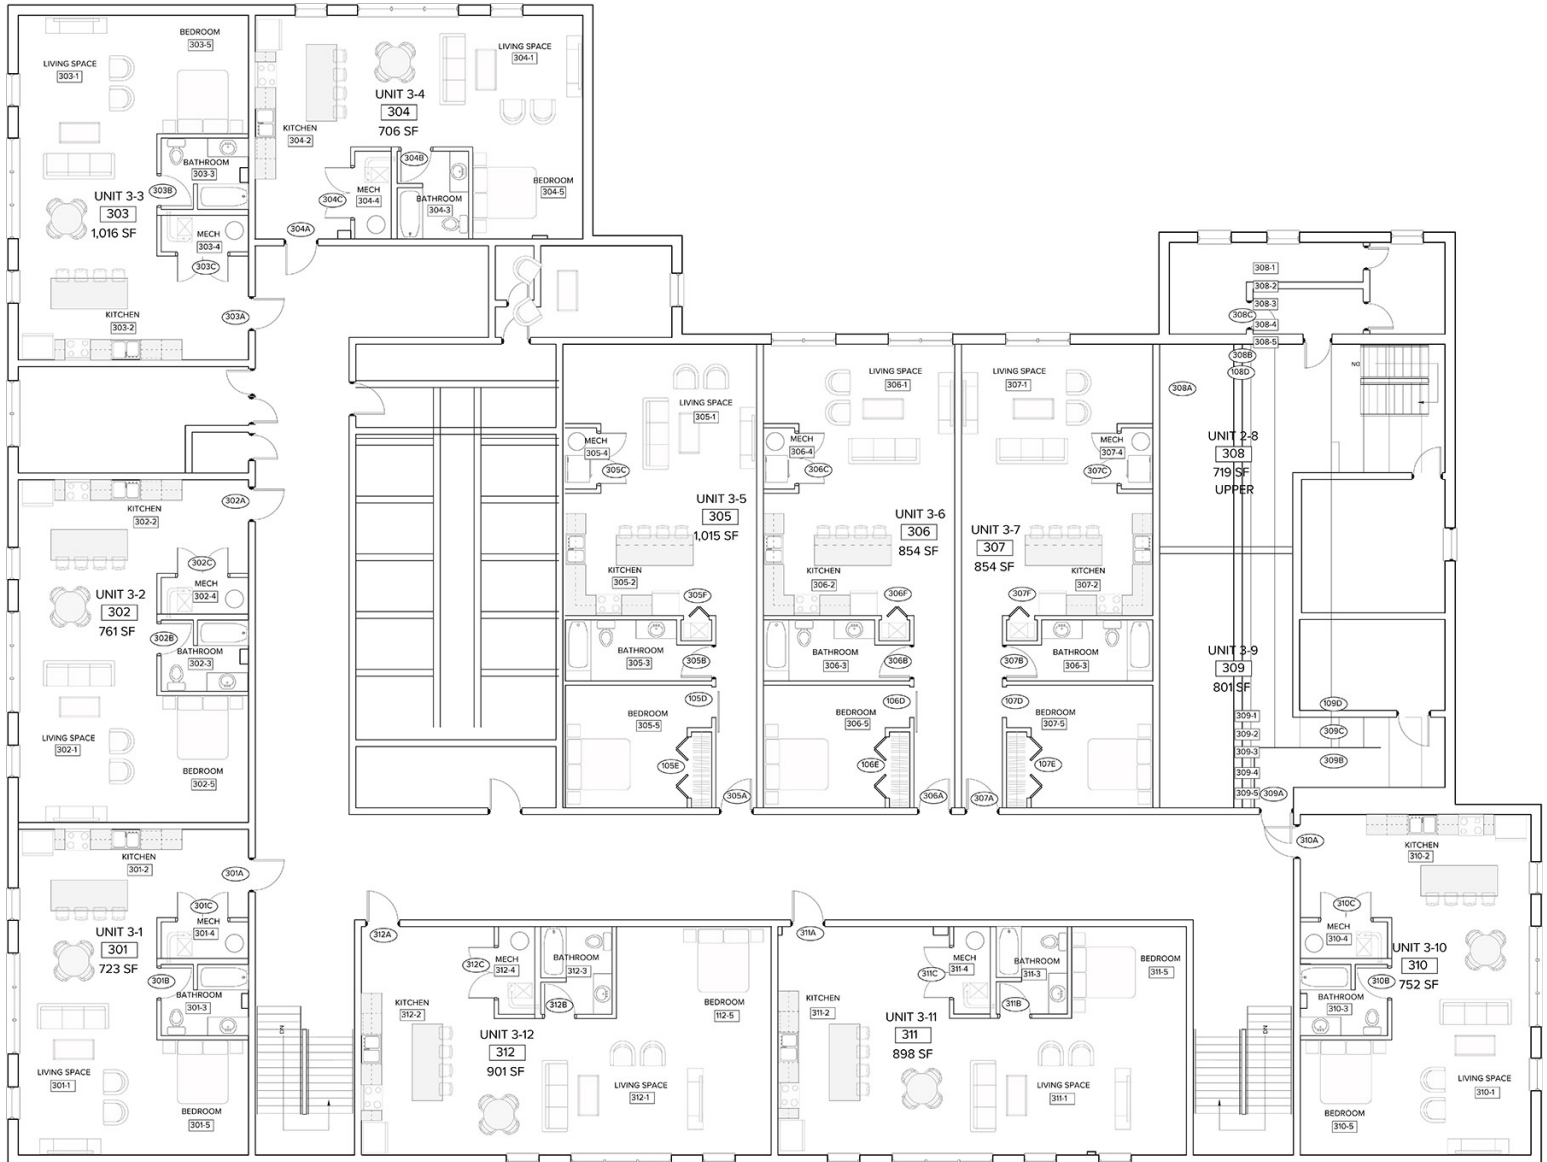 BEDROOM
303-5
LIVING SPACE
303-1
BATHROOM
303-3
303B
UNIT 3-3
303
1,016 SF
MECH
303-4
303C
KITCHEN
303-2
303A
LIVING SPACE
304-1
UNIT 3-4
304
706 SF
KITCHEN
304-2
304B
MECH
304-4
304C
BATHROOM
304-3
BEDROOM
304-5
304A
302A
KITCHEN
302-2
302C
MECH
302-4
UNIT 3-2
302
761 SF
302B
BATHROOM
302-3
LIVING SPACE
302-1
BEDROOM
302-5
KITCHEN
301-2
301A
301C
MECH
301-4
UNIT 3-1
301
723 SF
301B
BATHROOM
301-3
LIVING SPACE
301-1
BEDROOM
301-5
LIVING SPACE
305-1
MECH
305-4
305C
UNIT 3-5
305
1,015 SF
KITCHEN
305-2
305F
BATHROOM
305-3
305B
105D
BEDROOM
305-5
105E
305A
LIVING SPACE
306-1
MECH
306-4
306C
UNIT 3-6
306
854 SF
KITCHEN
306-2
306F
BATHROOM
306-3
306B
106D
BEDROOM
306-5
106E
306A
LIVING SPACE
307-1
MECH
307-4
307C
UNIT 3-7
307
854 SF
KITCHEN
307-2
307F
BATHROOM
306-3
307B
107D
BEDROOM
307-5
107E
307A
308-1
308-2
308-3
308C
308-4
308-5
308B
108D
308A
DN
UNIT 2-8
308
719 SF
UPPER
UNIT 3-9
309
801 SF
309-1
309-2
309-3
309-4
309-5
109D
309C
309B
309A
310A
KITCHEN
310-2
310C
MECH
310-4
UNIT 3-10
310
752 SF
310B
BATHROOM
310-3
LIVING SPACE
310-1
BEDROOM
310-5
DN
312A
312C
MECH
312-4
BATHROOM
312-3
312B
KITCHEN
312-2
BEDROOM
112-5
UNIT 3-12
312
901 SF
LIVING SPACE
312-1
311A
311C
MECH
311-4
BATHROOM
311-3
311B
BEDROOM
311-5
KITCHEN
311-2
UNIT 3-11
311
898 SF
LIVING SPACE
311-1
DN